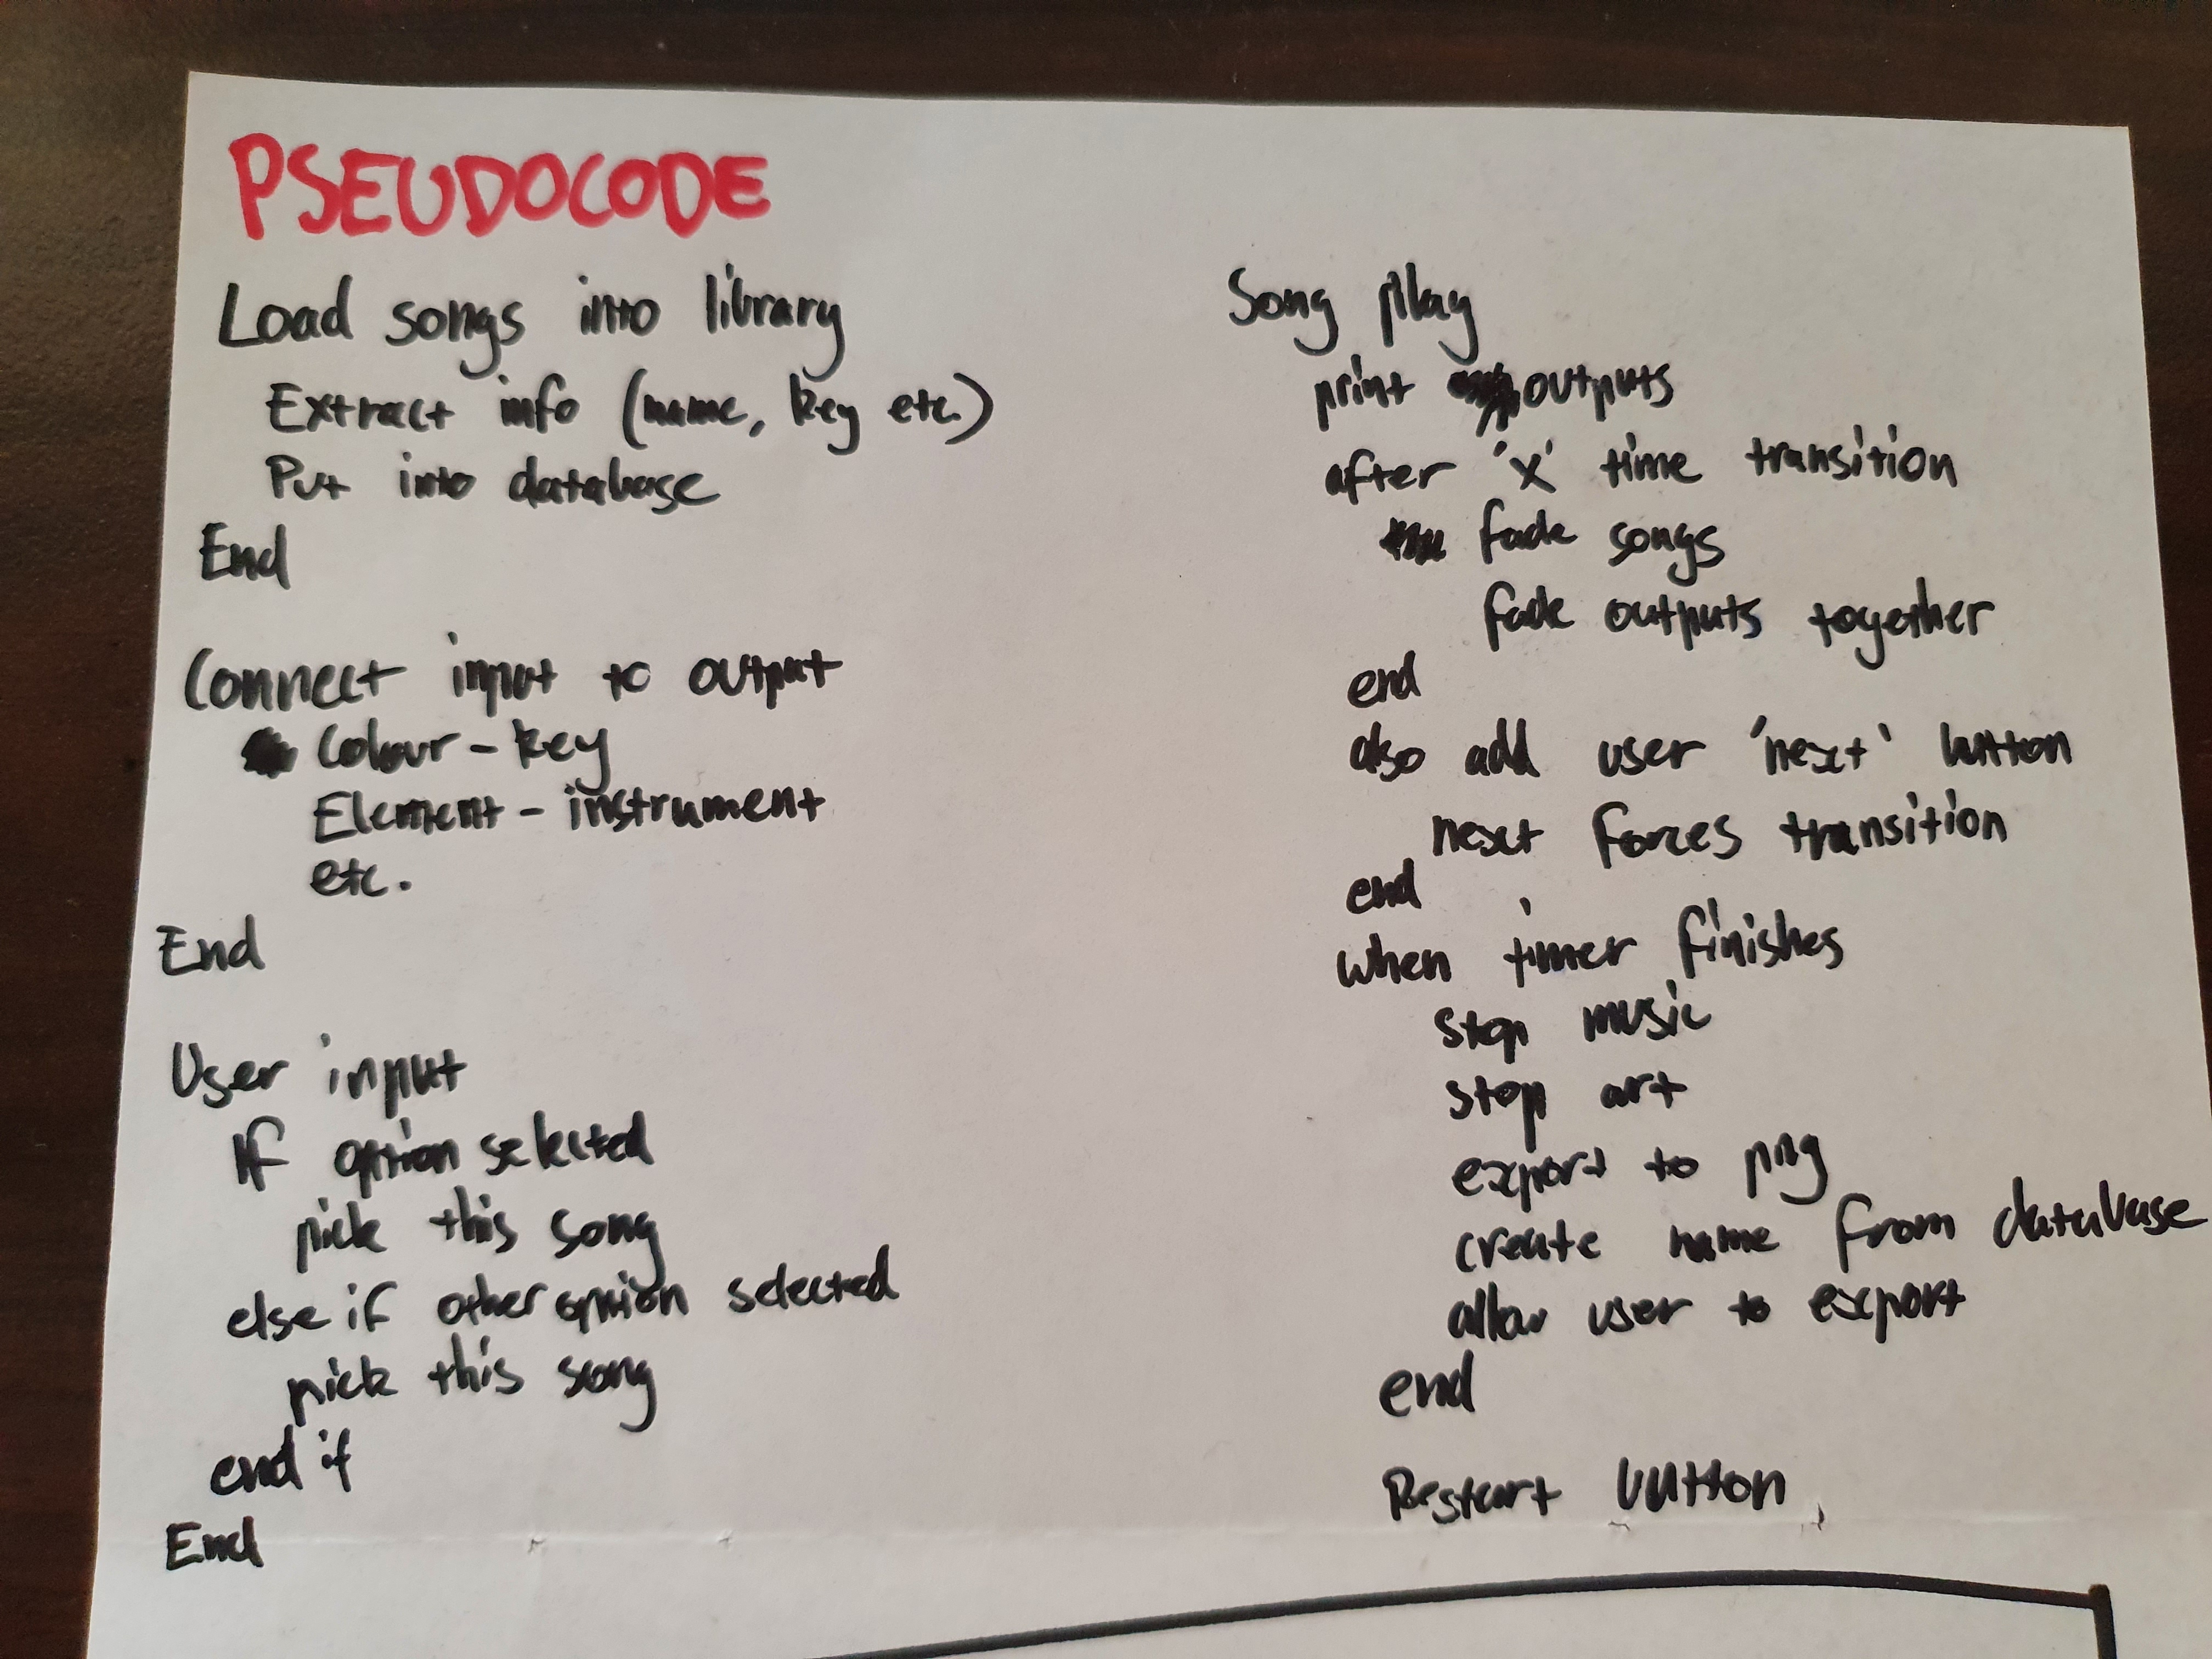 PSEUDOCODE
Load songs into library
Extract info (name, key etc.)
Put into database
End
Connect input to output
Colour - key
Element - instrument
etc.
End
User input
If option selected
pick this song
else if other option selected
pick this song
end if
End
Song play
print outputs
after 'x' time transition
fade songs
fade outputs together
end
also add user 'next' button
next forces transition
end
when timer finishes
stop music
stop art
export to png
create name from database
allow user to export
end
Restart button